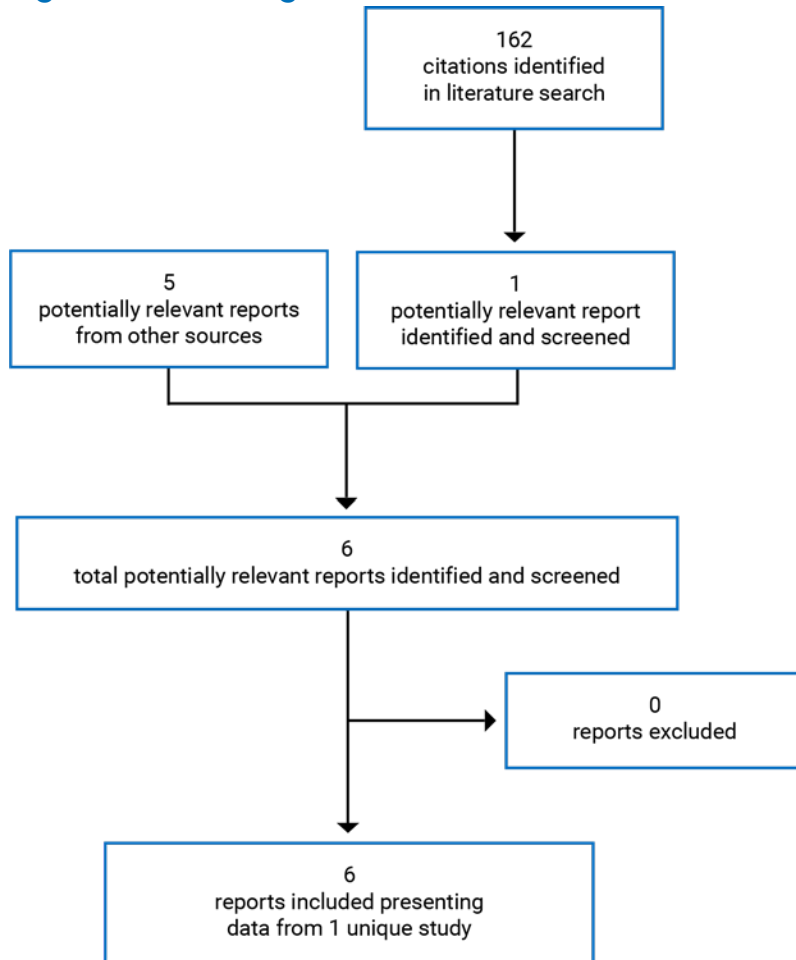 162
citations identified
in literature search
5
potentially relevant reports
from other sources
1
potentially relevant report
identified and screened
6
total potentially relevant reports identified and screened
0
reports excluded
6
reports included presenting
data from 1 unique study